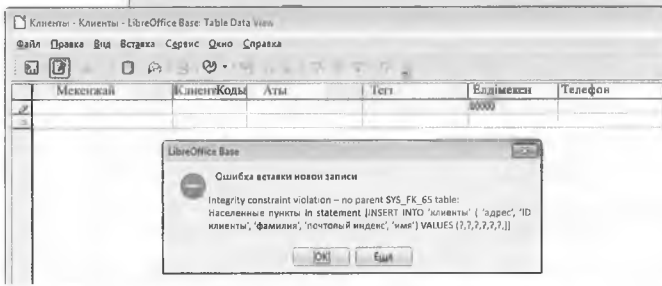 Клиенты - Клиенты - LibreOffice Base: Table Data View
Файл Правка Вид Вставка Сервис Окно Справка
Мекенжай КлиентКоды Аты Тегі Елдімекен Телефон
00000
LibreOffice Base
Ошибка вставки новой записи
Integrity constraint violation – no parent SYS_FK_65 table:
Населенные пункты in statement [INSERT INTO 'клиенты' ( 'адрес', 'ID
клиенты', 'фамилия', 'почтовый индекс', 'имя') VALUES (?,?,?,?,?,?,]]
OK Ещё